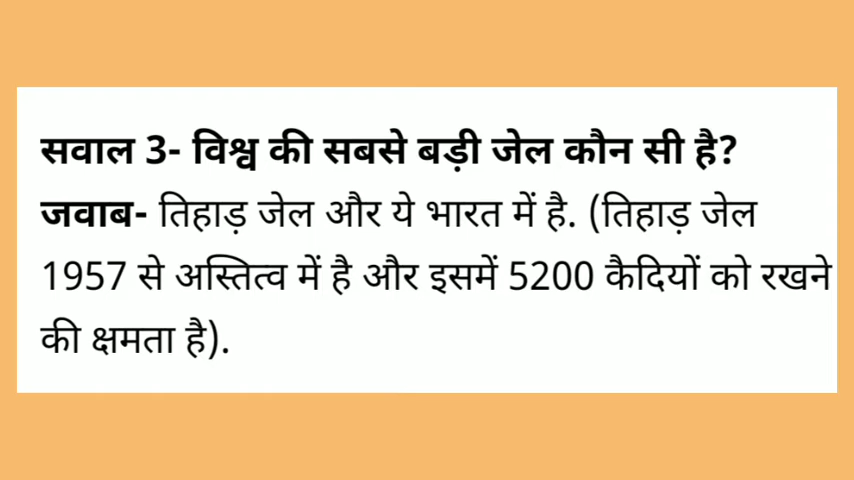 सवाल 3- विश्व की सबसे बड़ी जेल कौन सी है?
जवाब- तिहाड़ जेल और ये भारत में है. (तिहाड़ जेल
1957 से अस्तित्व में है और इसमें 5200 कैदियों को रखने
की क्षमता है).